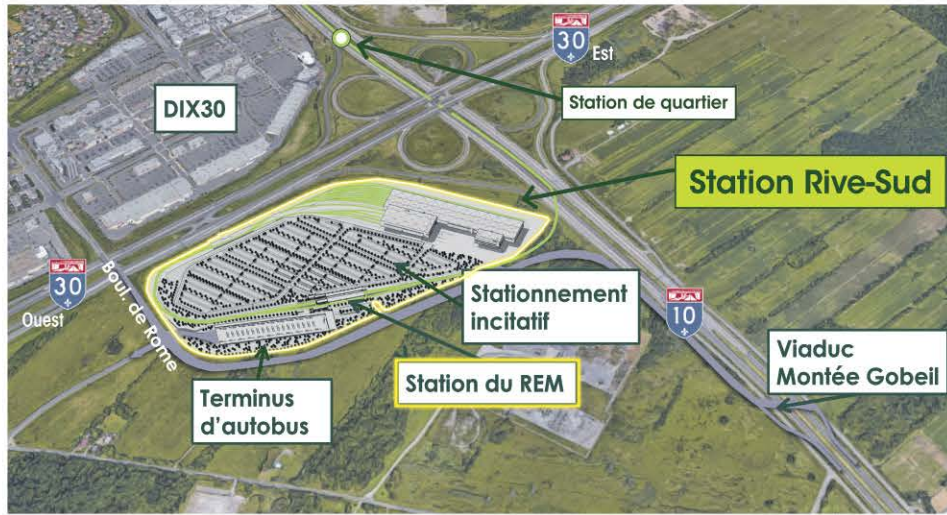 30
Est
DIX30
Station de quartier
Station Rive-Sud
30
Ouest
Boul. de Rome
Stationnement
incitatif
10
Station du REM
Terminus
d'autobus
Viaduc
Montée Gobeil